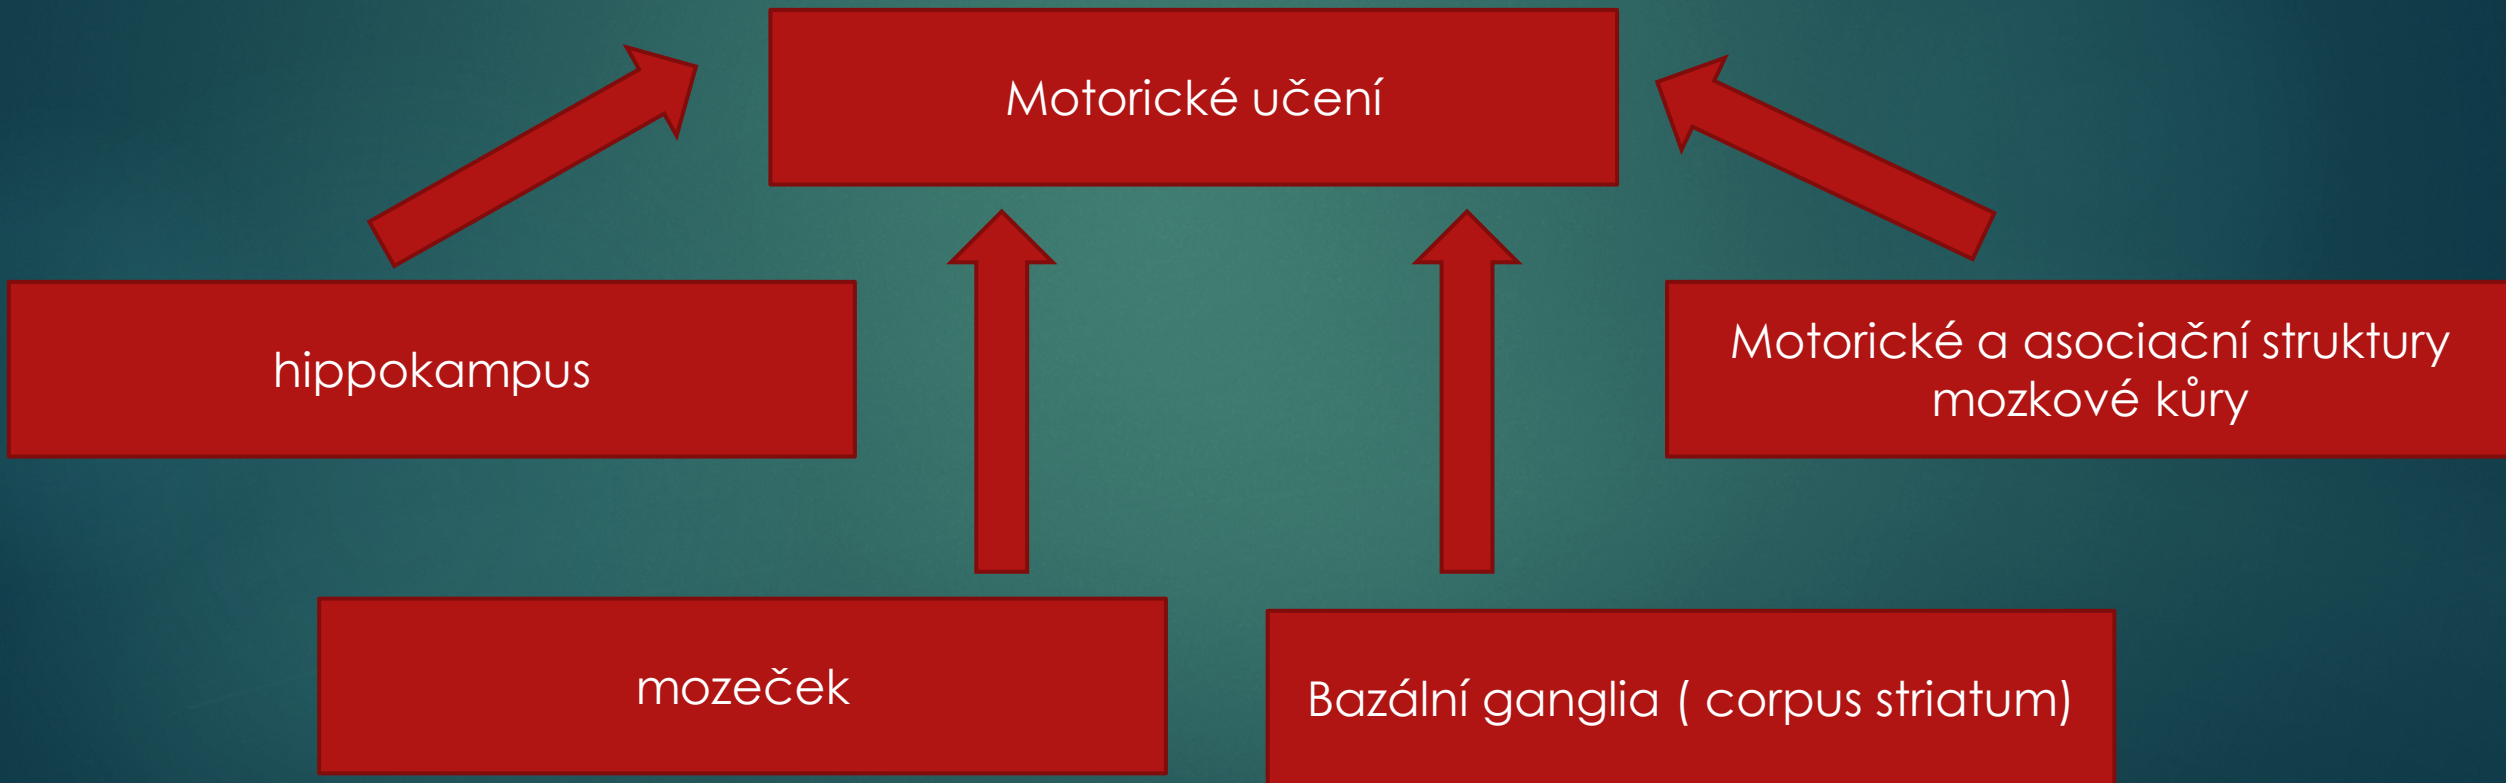 Motorické učení
hippokampus
Motorické a asociační struktury
mozkové kůry
mozeček
Bazální ganglia ( corpus striatum)